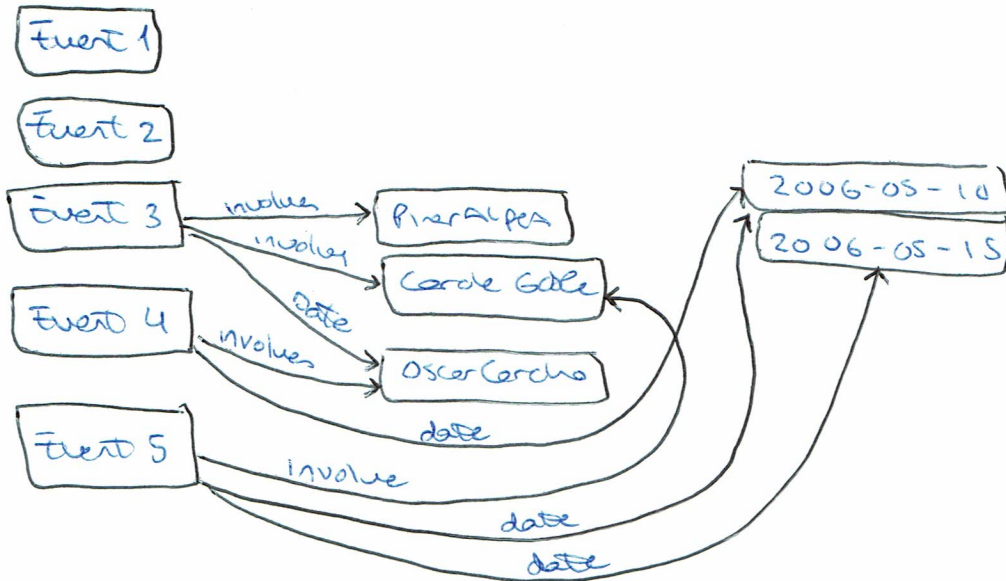 Event 1
Event 2
Event 3
involves
PinarAlpes
2006-05-10
involves
2006-05-15
Carole Goble
Date
Event 4
involves
OscarCorcho
date
Event 5
involve
date
date